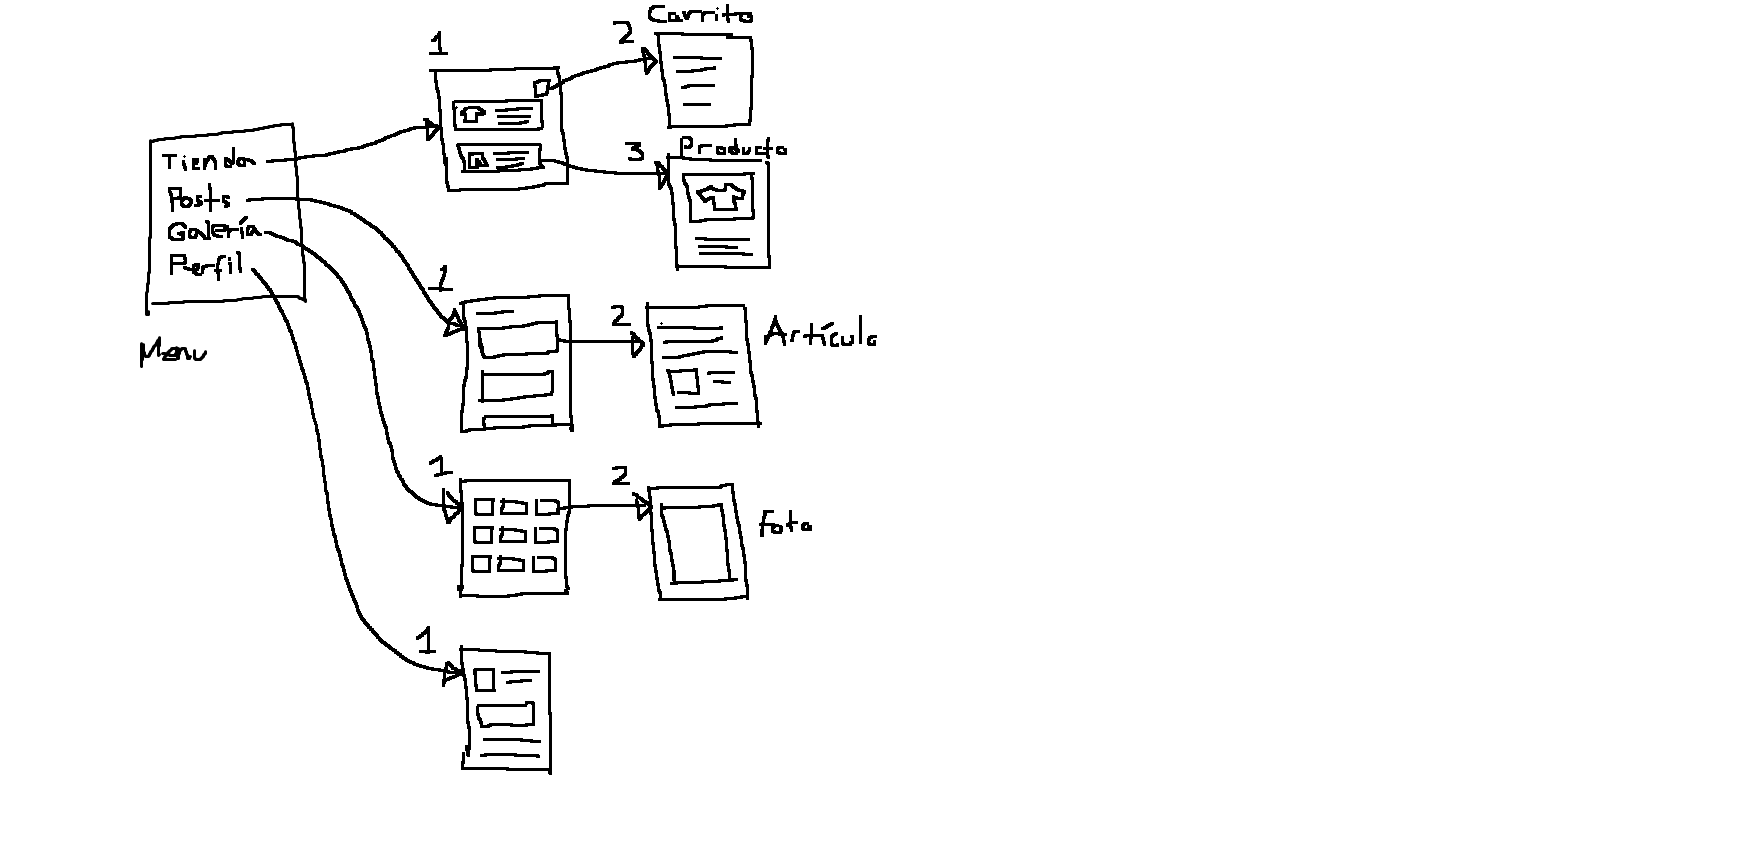 Carrito
1
2
Producto
3
Tienda
Posts
Galería
Perfil
Menu
1
2
Artículo
1
2
Foto
1